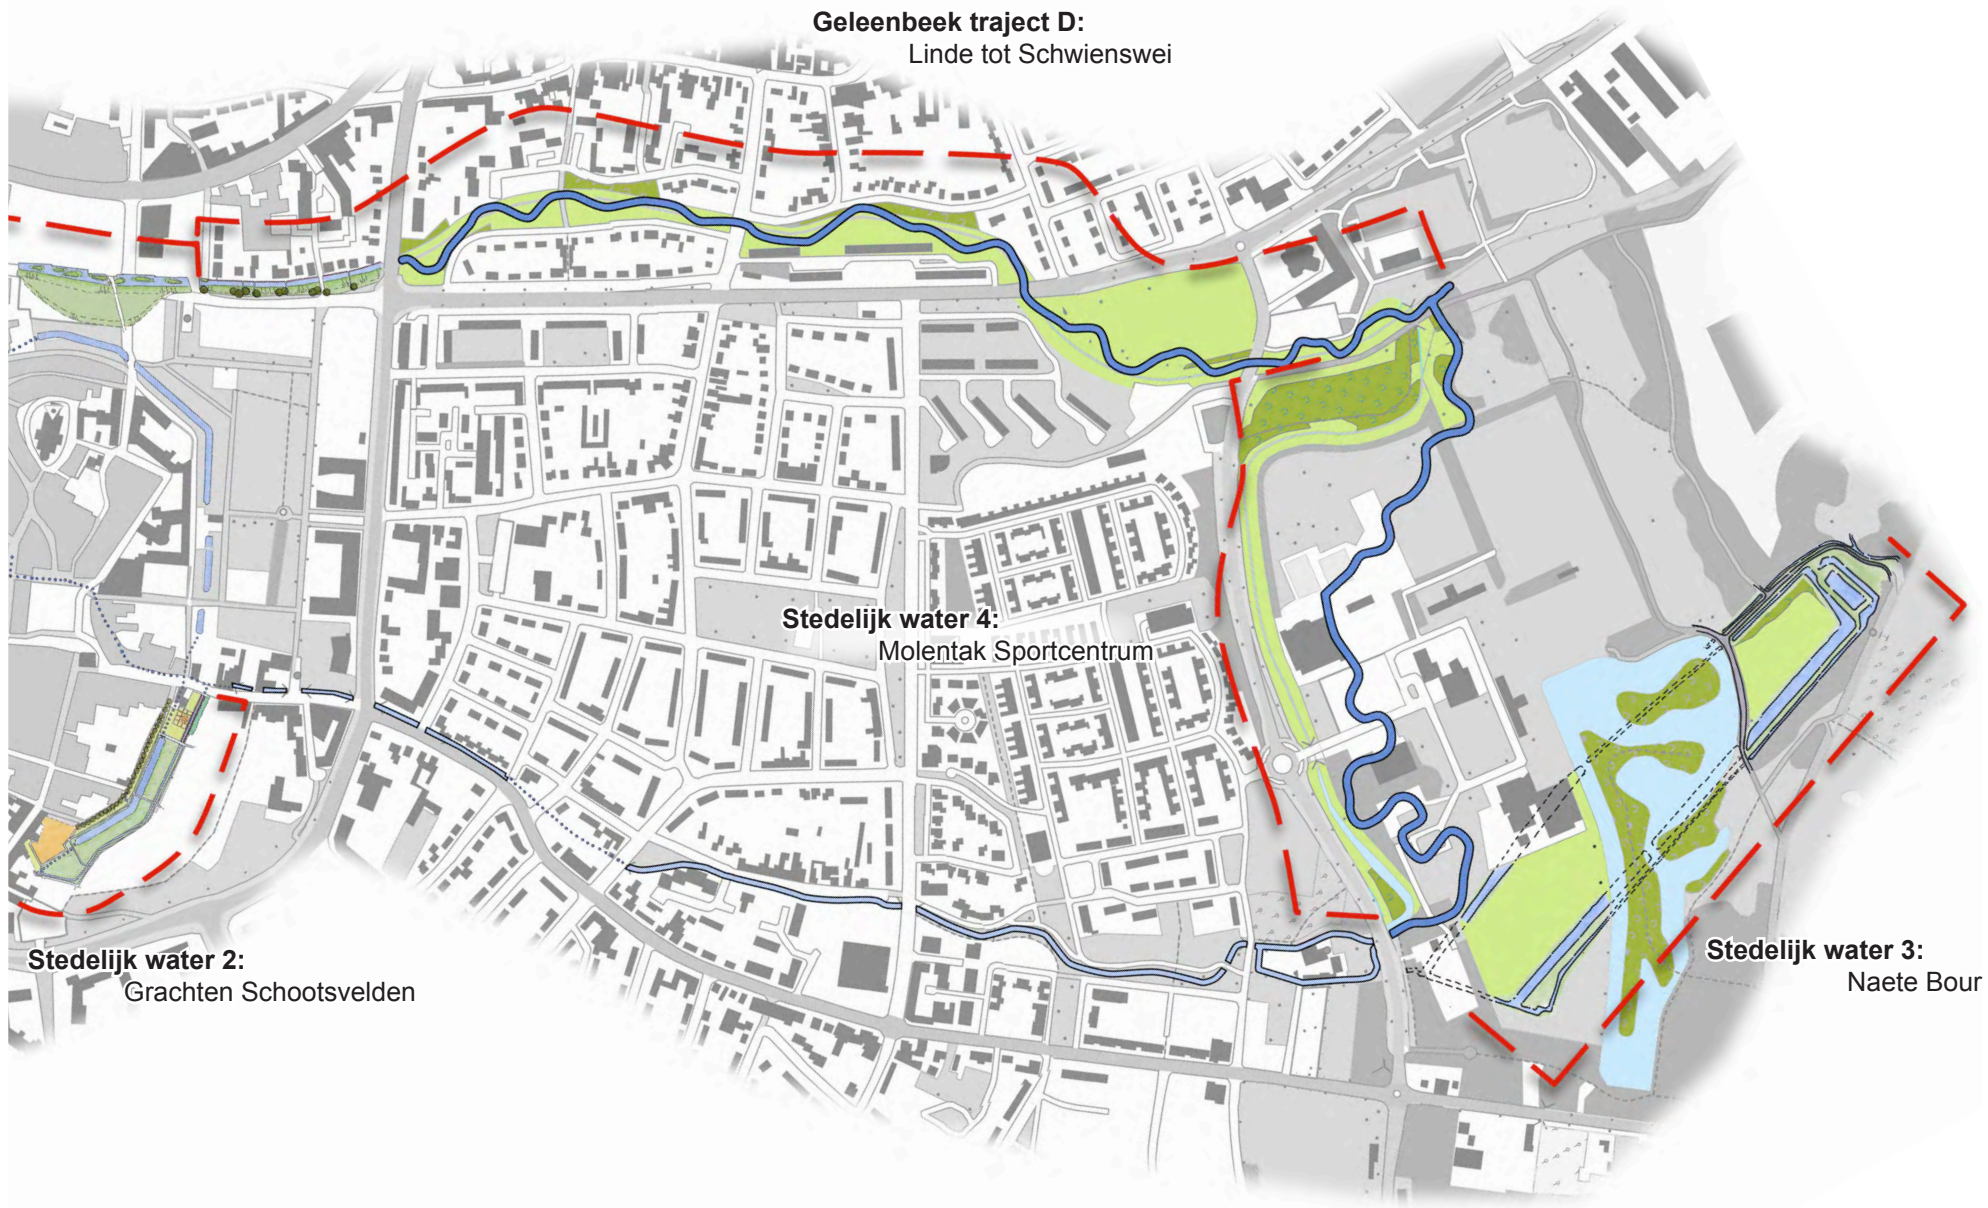 Geleenbeek traject D:
Linde tot Schwienswei
Stedelijk water 4:
Molentak Sportcentrum
Stedelijk water 2:
Grachten Schootsvelden
Stedelijk water 3:
Naete Bour